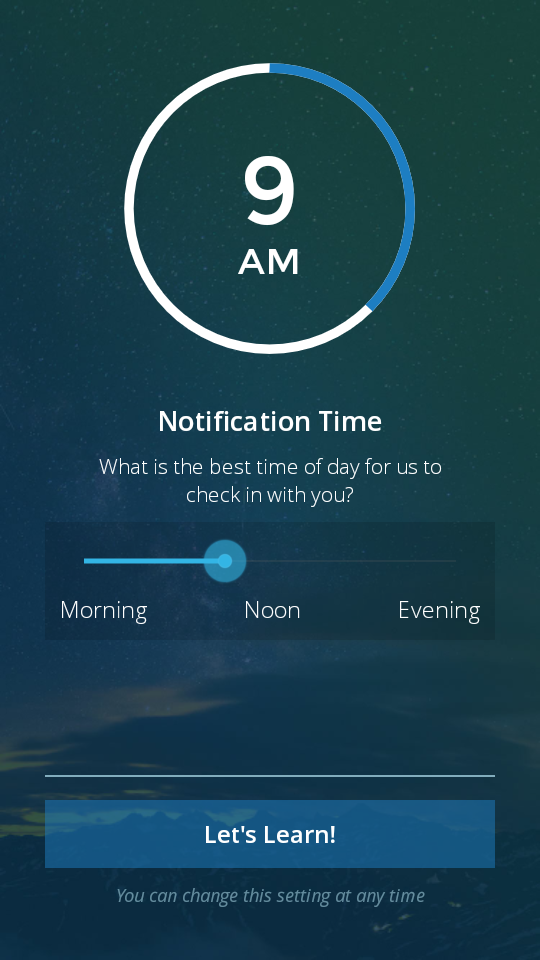 9
AM
Notification Time
What is the best time of day for us to
check in with you?
Morning Noon Evening
Let's Learn!
You can change this setting at any time